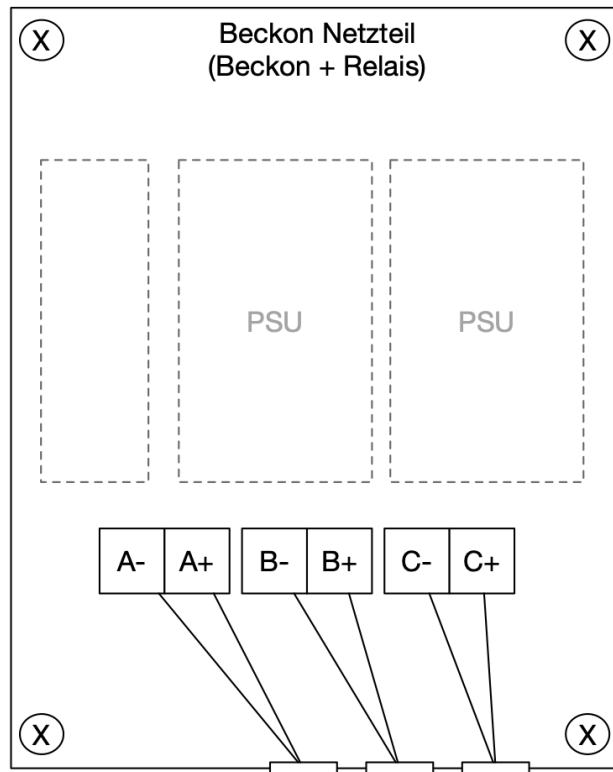 X
Beckon Netzteil
X
(Beckon + Relais)
PSU
PSU
A-
A+
B-
B+
C-
C+
X
X